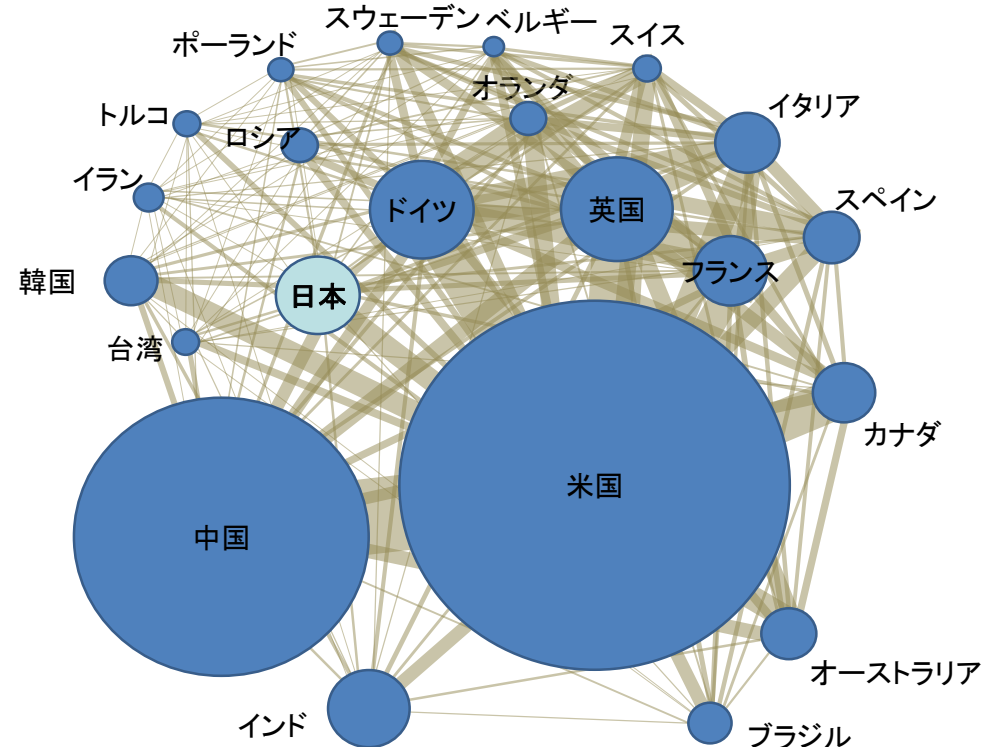 スウェーデン
ベルギー
スイス
ポーランド
オランダ
イタリア
トルコ
ロシア
イラン
ドイツ
英国
スペイン
韓国
日本
フランス
台湾
カナダ
米国
中国
オーストラリア
インド
ブラジル